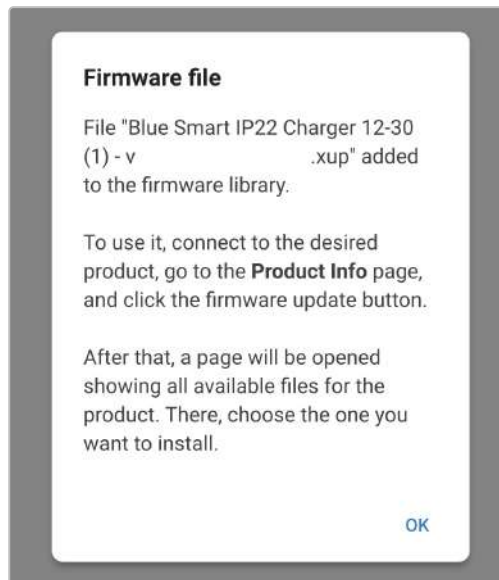 Firmware file
File "Blue Smart IP22 Charger 12-30
(1) - v .xup" added
to the firmware library.
To use it, connect to the desired
product, go to the Product Info page,
and click the firmware update button.
After that, a page will be opened
showing all available files for the
product. There, choose the one you
want to install.
OK